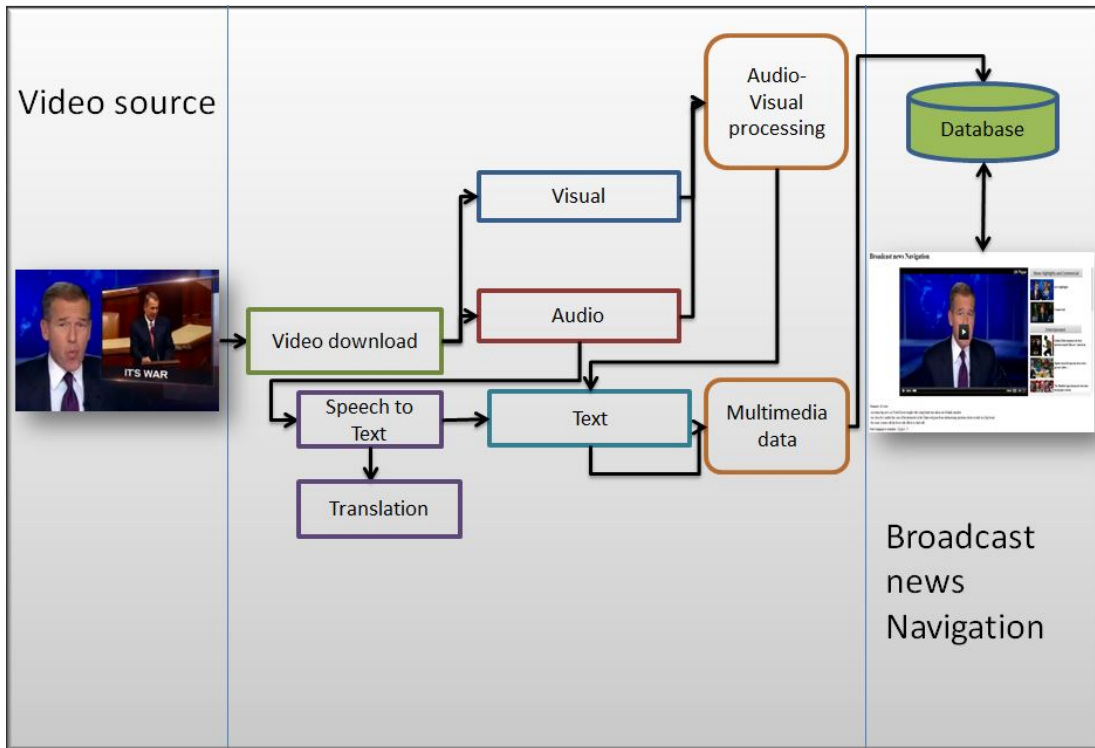 Video source
IT'S WAR
Video download
Visual
Audio
Speech to
Text
Translation
Text
Audio-
Visual
processing
Multimedia
data
Database
Broadcast news Navigation
Broadcast
news
Navigation